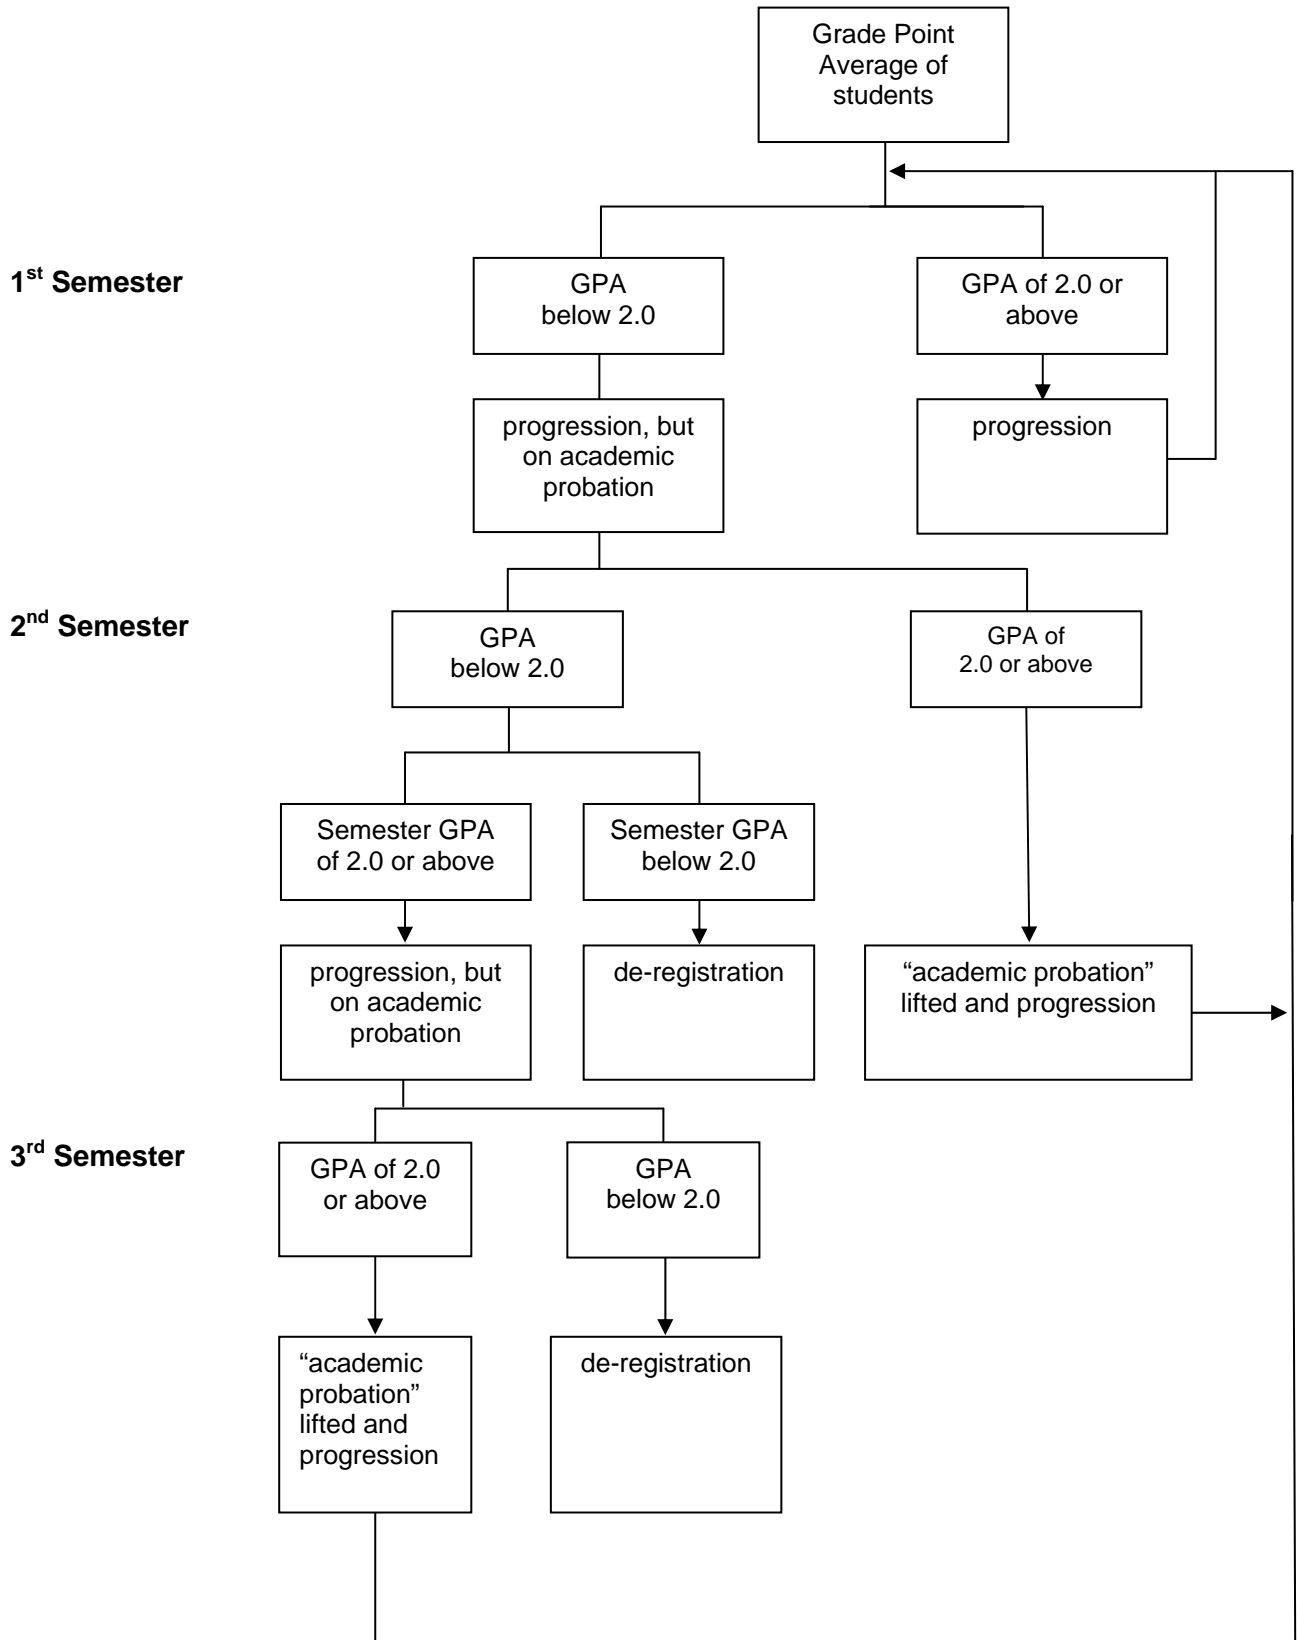 Grade Point
Average of
students
1st Semester
GPA
below 2.0
GPA of 2.0 or
above
progression, but
on academic
probation
progression
2nd Semester
GPA
below 2.0
GPA of
2.0 or above
Semester GPA
of 2.0 or above
Semester GPA
below 2.0
progression, but
on academic
probation
de-registration
“academic probation”
lifted and progression
3rd Semester
GPA of 2.0
or above
GPA
below 2.0
“academic
probation”
lifted and
progression
de-registration